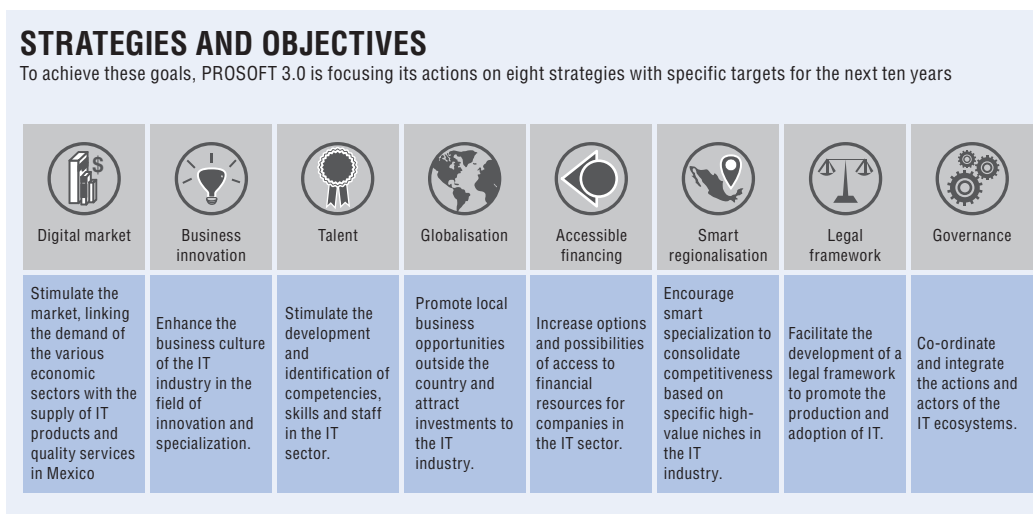 STRATEGIES AND OBJECTIVES
To achieve these goals, PROSOFT 3.0 is focusing its actions on eight strategies with specific targets for the next ten years
$
Digital market
Business
innovation
Talent
Globalisation
Accessible
financing
Smart
regionalisation
Legal
framework
Governance
Stimulate the
market, linking
the demand of
the various
economic
sectors with the
supply of IT
products and
quality services
in Mexico
Enhance the
business culture
of the IT
industry in the
field of
innovation and
specialization.
Stimulate the
development
and
identification of
competencies,
skills and staff
in the IT
sector.
Promote local
business
opportunities
outside the
country and
attract
investments to
the IT
industry.
Increase options
and possibilities
of access to
financial
resources for
companies in
the IT sector.
Encourage
smart
specialization to
consolidate
competitiveness
based on
specific high-
value niches in
the IT
industry.
Facilitate the
development of a
legal framework
to promote the
production and
adoption of IT.
Co-ordinate
and integrate
the actions and
actors of the
IT ecosystems.